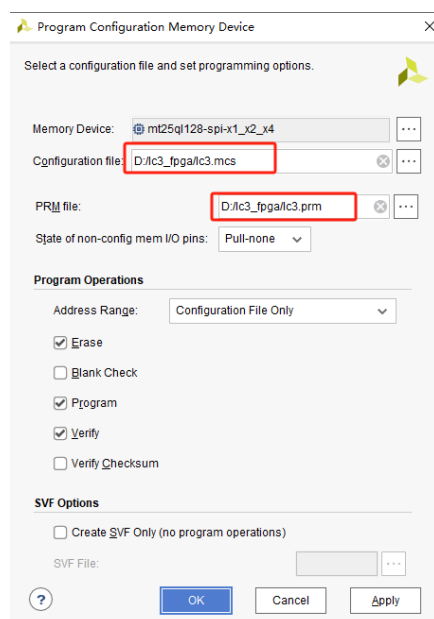 Program Configuration Memory Device
Select a configuration file and set programming options.
Memory Device: mt25ql128-spi-x1_x2_x4 ...
Configuration file: D:/lc3_fpga/lc3.mcs ...
PRM file: D:/lc3_fpga/lc3.prm ...
State of non-config mem I/O pins: Pull-none
Program Operations
Address Range: Configuration File Only
Erase
Blank Check
Program
Verify
Verify Checksum
SVF Options
Create SVF Only (no program operations)
SVF File: ...
? OK Cancel Apply